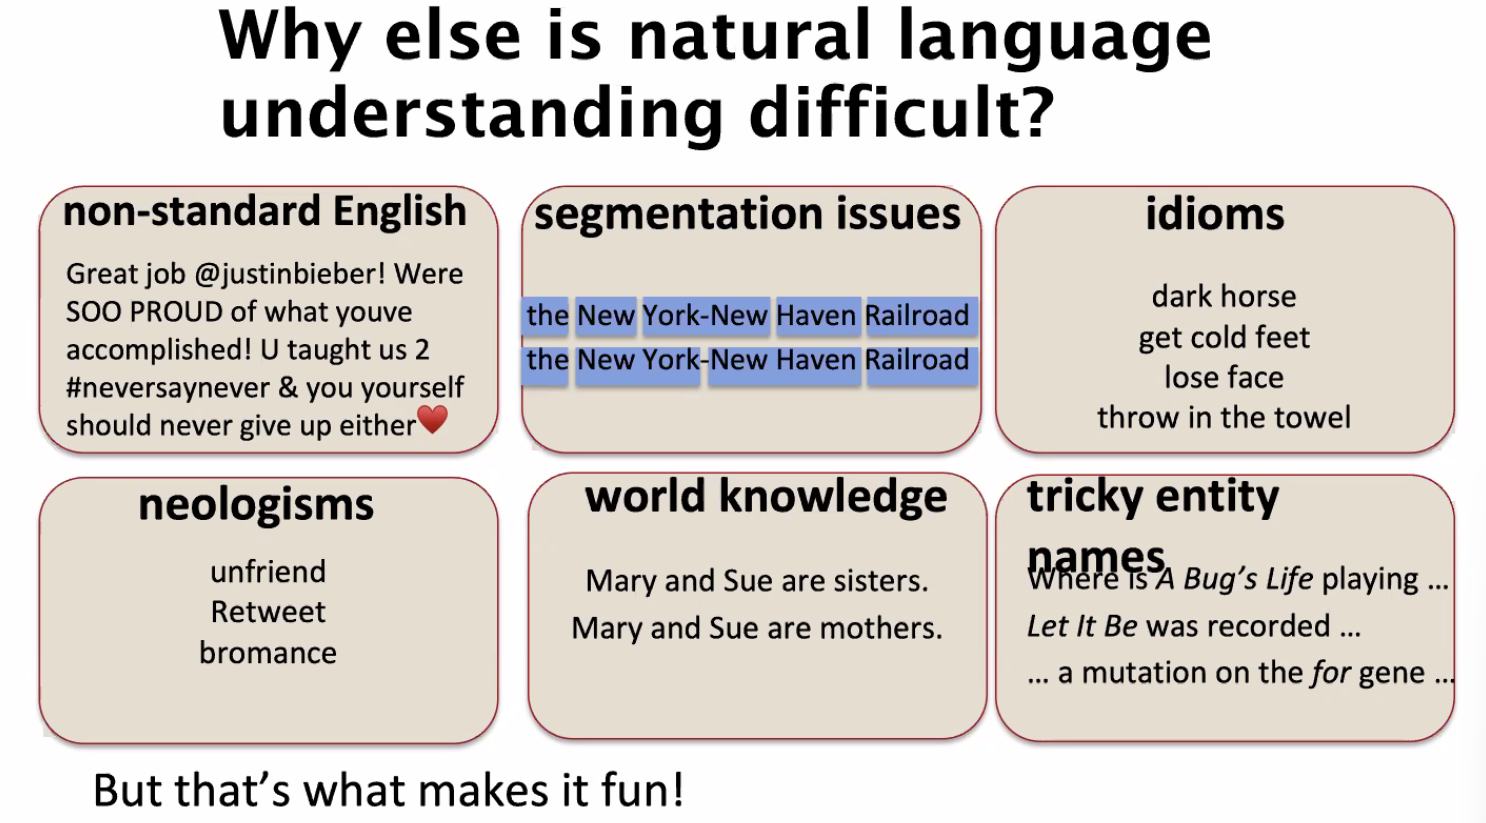 Why else is natural language
understanding difficult?
non-standard English
Great job @justinbieber! Were
SOO PROUD of what youve
accomplished! U taught us 2
#neversaynever & you yourself
should never give up either♥
segmentation issues
the New York-New Haven Railroad
the New York-New Haven Railroad
idioms
dark horse
get cold feet
lose face
throw in the towel
neologisms
unfriend
Retweet
bromance
world knowledge
Mary and Sue are sisters.
Mary and Sue are mothers.
tricky entity
names
Where is A Bug’s Life playing …
Let It Be was recorded …
… a mutation on the for gene …
But that’s what makes it fun!